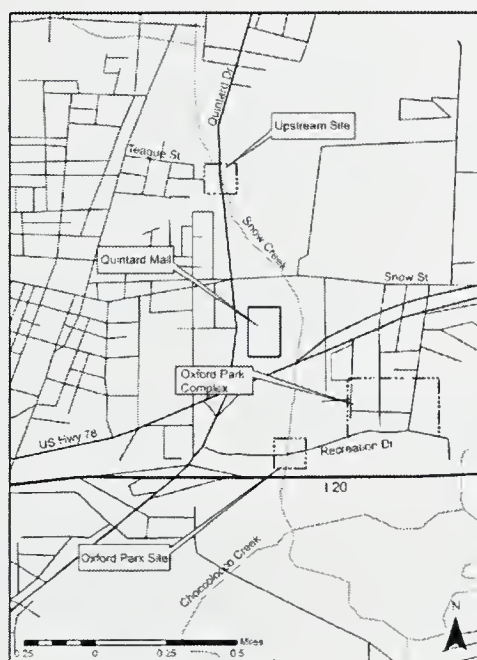 Quintard Dr
Upstream Site
Teague St
Snow Creek
Quintard Mall
Snow St
Oxford Park
Complex
US Hwy 78
Recreation Dr
I 20
Oxford Park Site
Choccolocco Creek
N
Miles
0.25 0 0.25 0.5